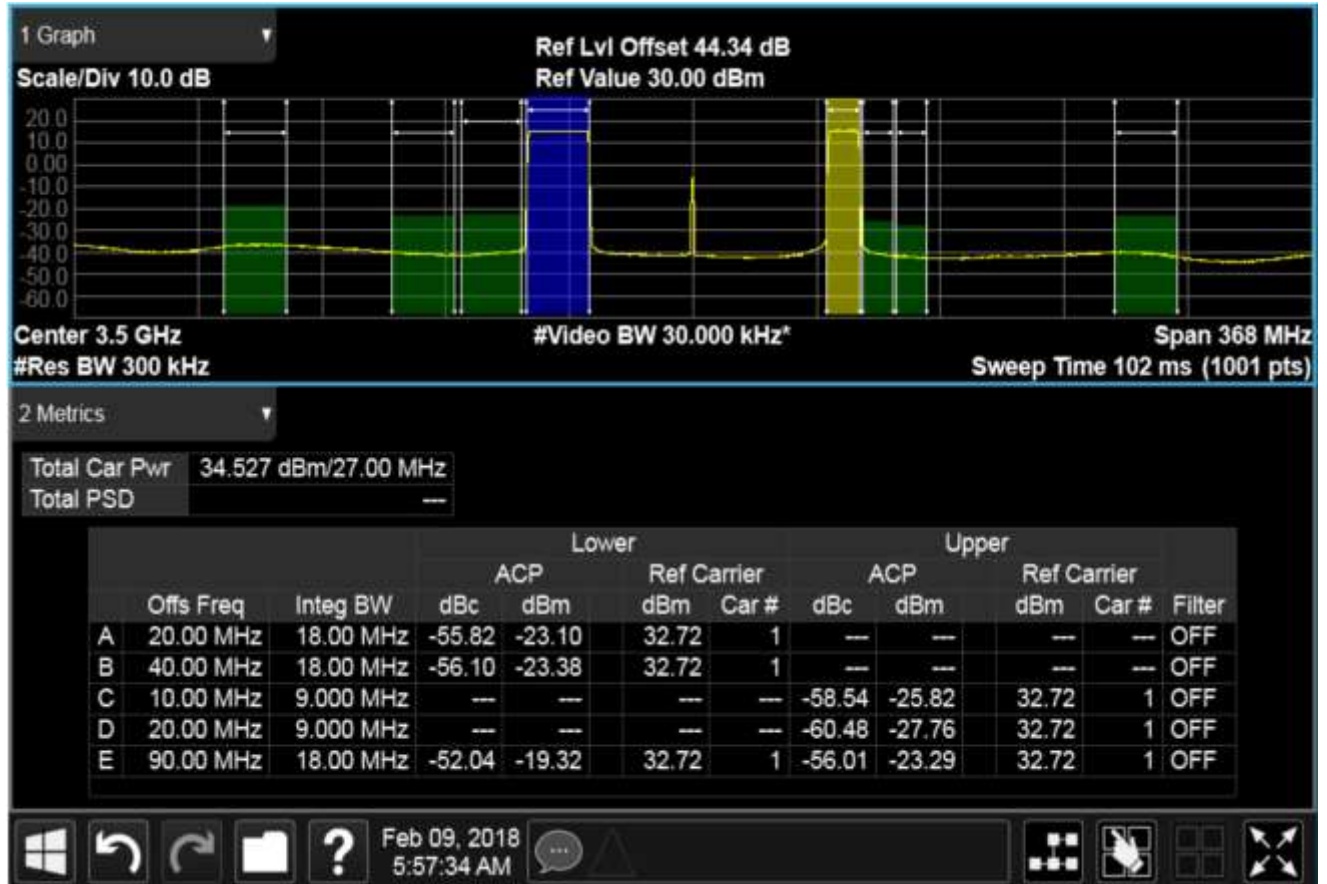 1 Graph
Ref Lvl Offset 44.34 dB
Scale/Div 10.0 dB
Ref Value 30.00 dBm
20.0
10.0
0.00
-10.0
-20.0
-30.0
-40.0
-50.0
-60.0
Center 3.5 GHz
#Video BW 30.000 kHz*
Span 368 MHz
#Res BW 300 kHz
Sweep Time 102 ms (1001 pts)
2 Metrics
Total Car Pwr 34.527 dBm/27.00 MHz
Total PSD ---
Lower Upper
ACP Ref Carrier ACP Ref Carrier
Offs Freq Integ BW dBc dBm dBm Car # dBc dBm dBm Car # Filter
A 20.00 MHz 18.00 MHz -55.82 -23.10 32.72 1 --- --- --- --- OFF
B 40.00 MHz 18.00 MHz -56.10 -23.38 32.72 1 --- --- --- --- OFF
C 10.00 MHz 9.000 MHz --- --- --- --- -58.54 -25.82 32.72 1 OFF
D 20.00 MHz 9.000 MHz --- --- --- --- -60.48 -27.76 32.72 1 OFF
E 90.00 MHz 18.00 MHz -52.04 -19.32 32.72 1 -56.01 -23.29 32.72 1 OFF
?
Feb 09, 2018
5:57:34 AM